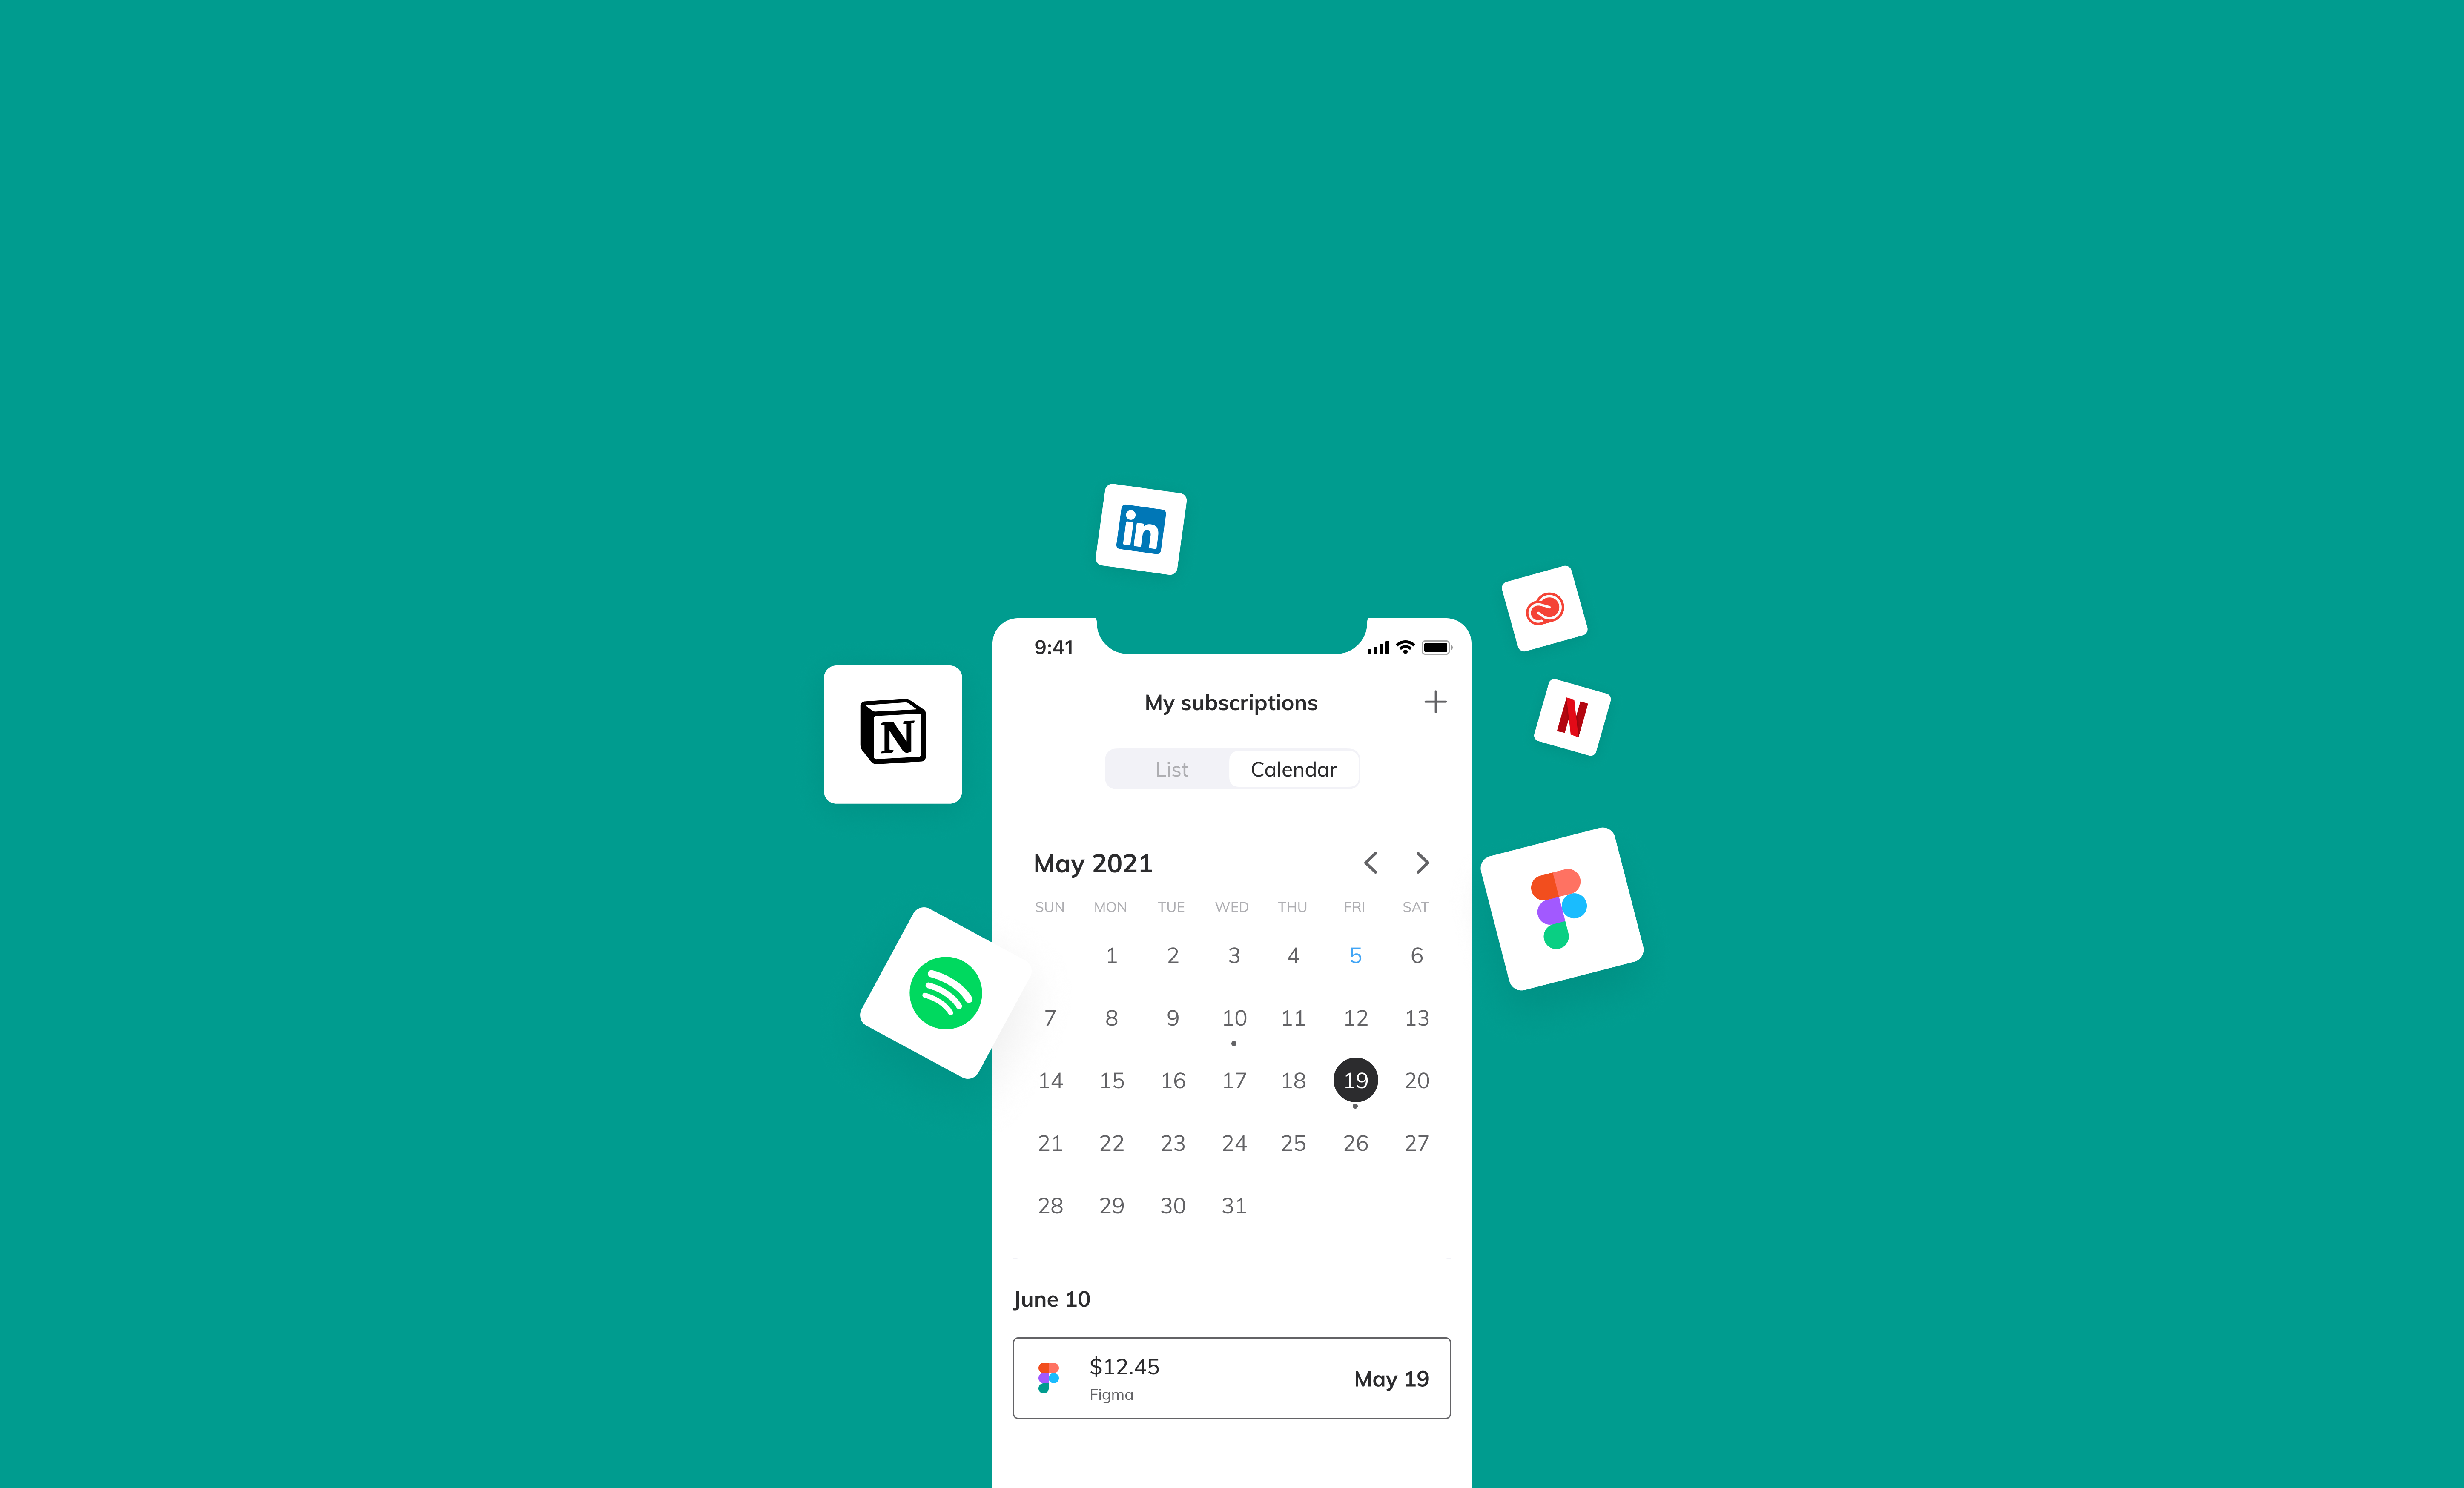 in
9:41
My subscriptions
N
N
List Calendar
May 2021
SUN MON TUE WED THU FRI SAT
1 2 3 4 5 6
7 8 9 10 11 12 13
14 15 16 17 18 19 20
21 22 23 24 25 26 27
28 29 30 31
June 10
$12.45
Figma
May 19